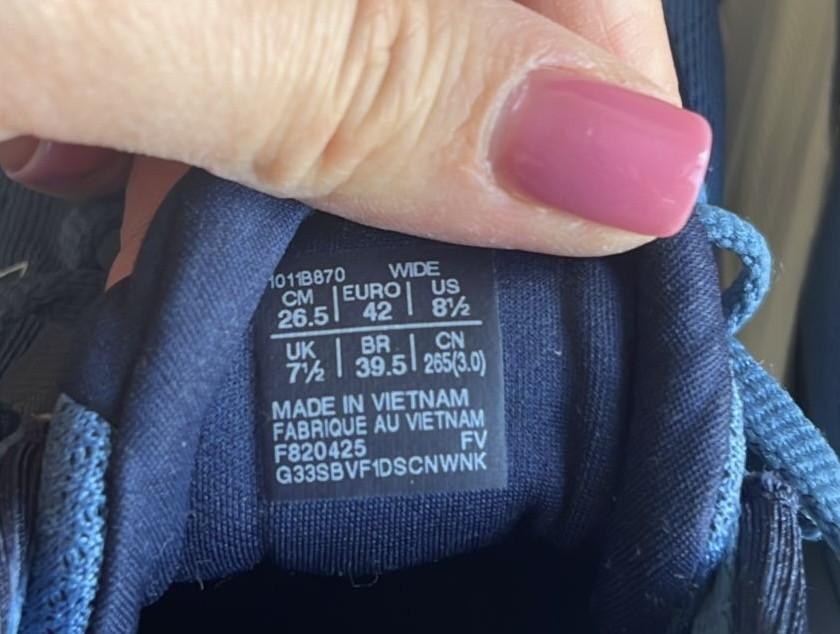 1011B870 WIDE
CM | EURO | US
26.5 | 42 | 8½
UK | BR | CN
7½ | 39.5 | 265(3.0)
MADE IN VIETNAM
FABRIQUE AU VIETNAM
F820425 FV
G33SBVF1DSCNWNK